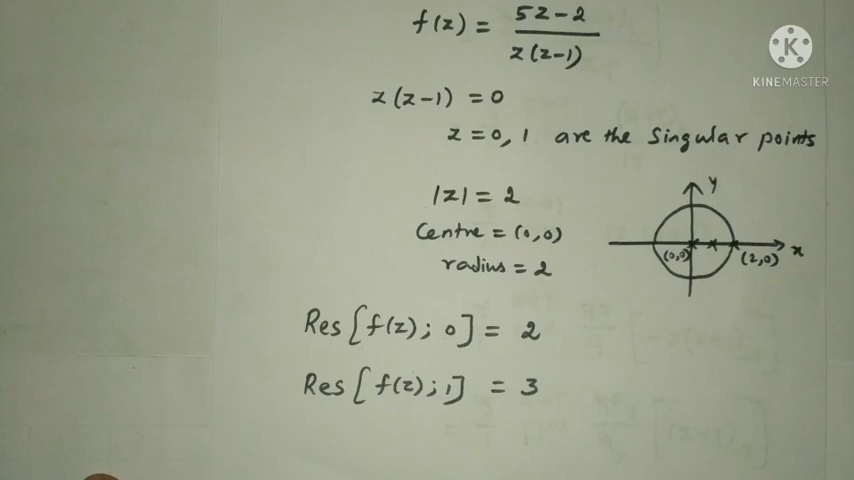 f(z) = 5z-2 / z(z-1)
K
KINEMASTER
z(z-1) = 0
z = 0, 1 are the Singular points
|z| = 2
Centre = (0,0)
radius = 2
y
x
(0,0)
(2,0)
Res[f(z); 0] = 2
Res[f(z); 1] = 3